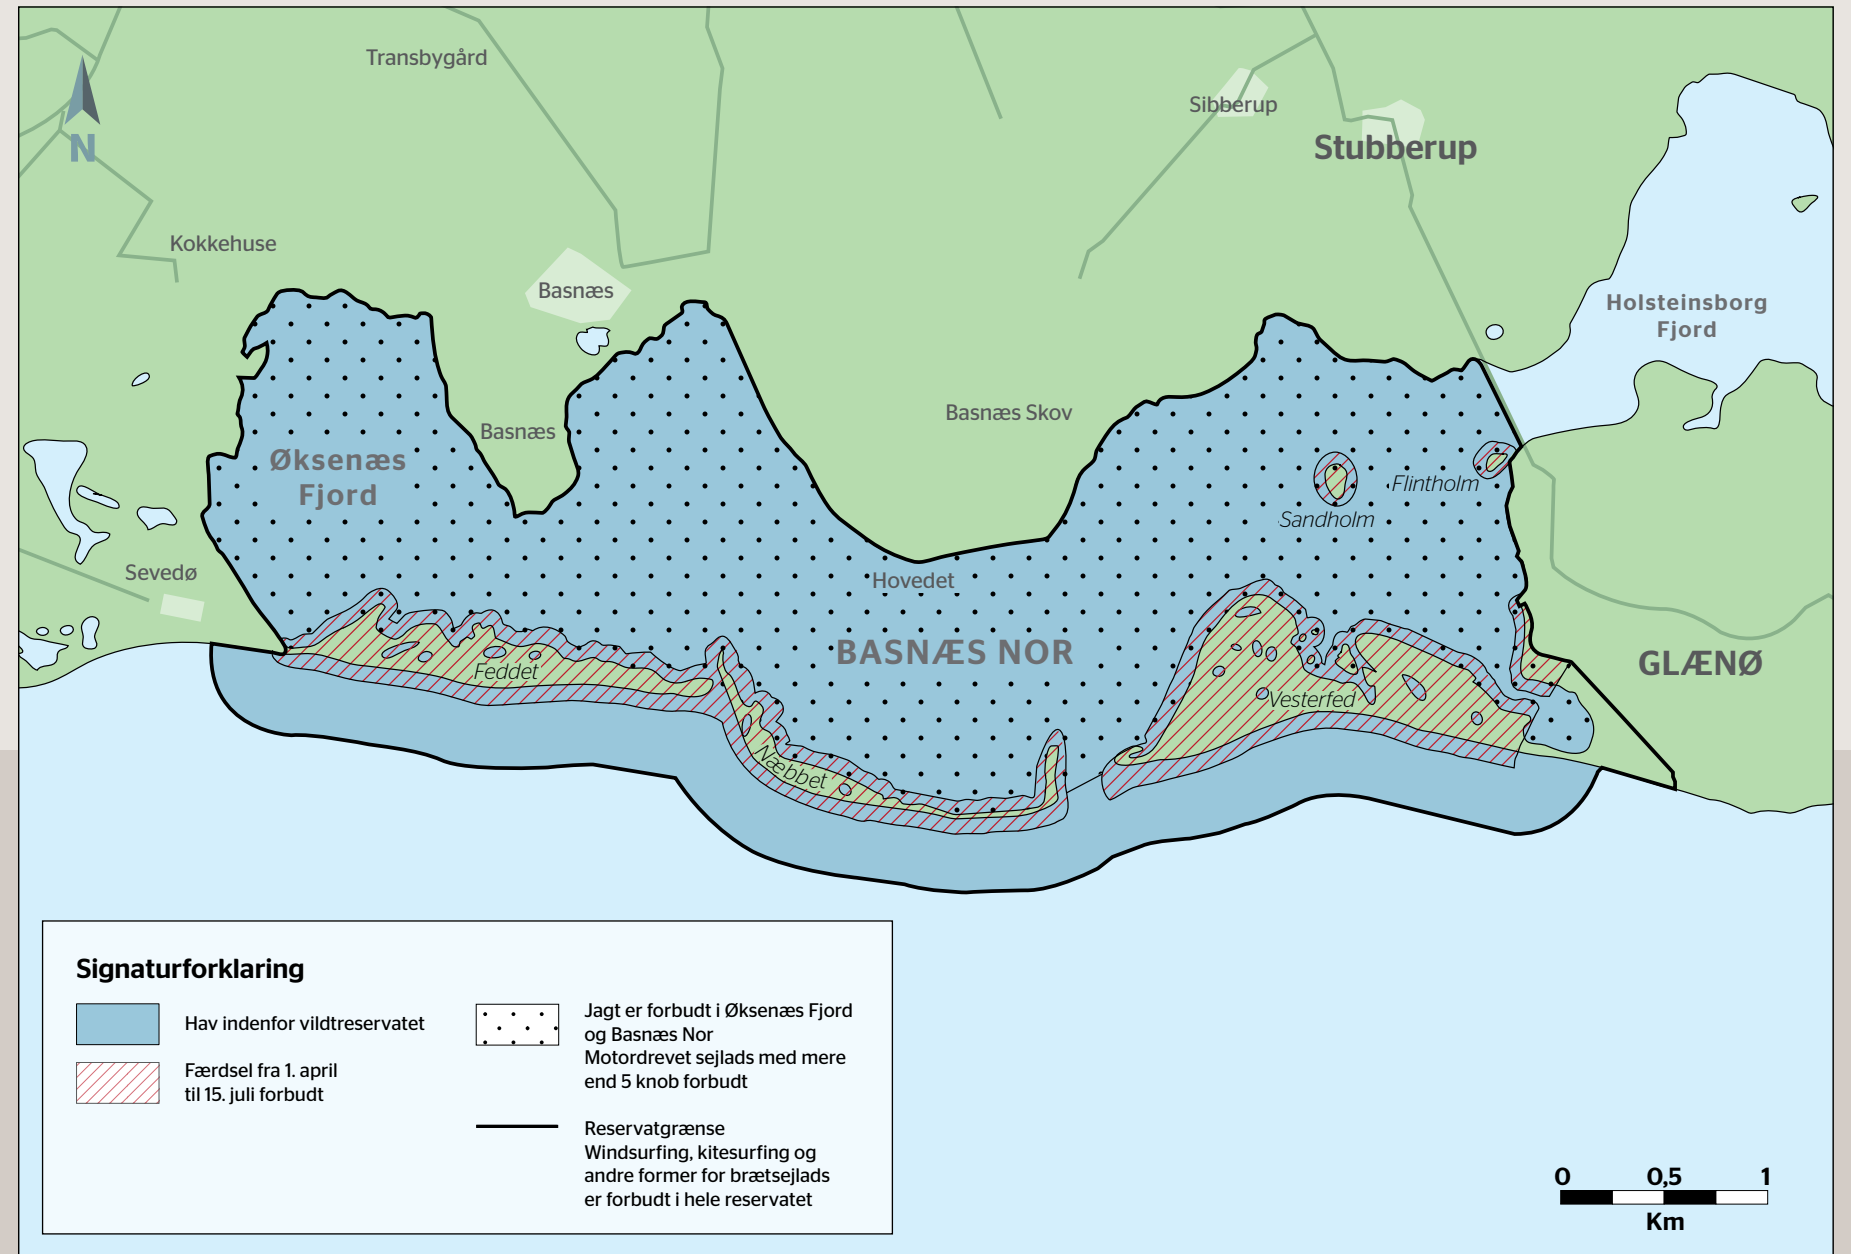 Transbygård
Sibberup
Stubberup
N
Kokkehuse
Basnæs
Holsteinsborg
Fjord
Basnæs Skov
Basnæs
Øksenæs
Fjord
Flintholm
Sandholm
Sevedø
Hovedet
BASNÆS NOR
GLÆNØ
Feddet
Vesterfed
Næbbet
Signaturforklaring
Hav indenfor vildtreservatet
Færdsel fra 1. april
til 15. juli forbudt
Jagt er forbudt i Øksenæs Fjord
og Basnæs Nor
Motordrevet sejlads med mere
end 5 knob forbudt
Reservatgrænse
Windsurfing, kitesurfing og
andre former for brætsejlads
er forbudt i hele reservatet
0 0,5 1
Km